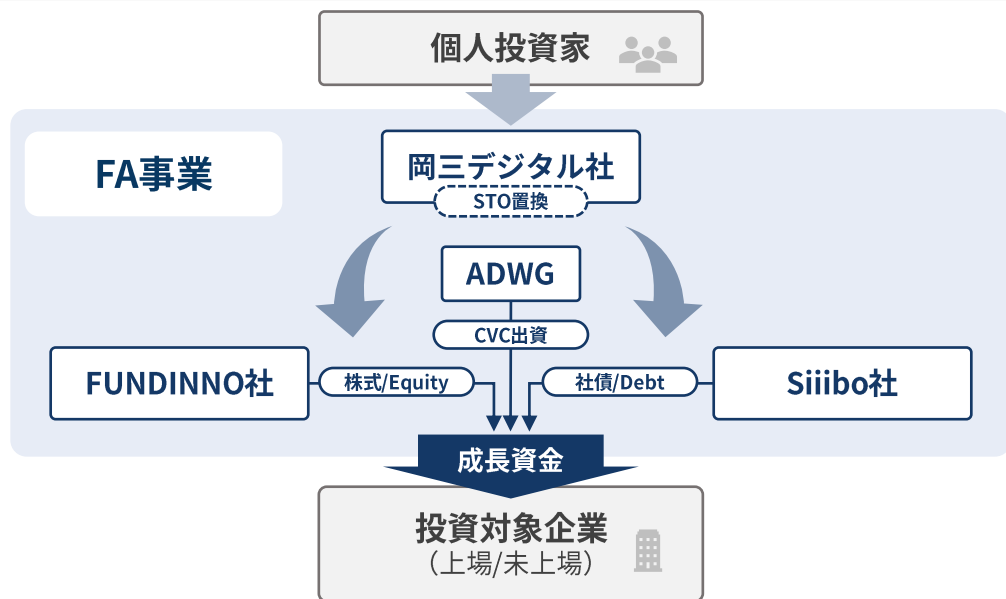 個人投資家
FA事業
岡三デジタル社
STO置換
ADWG
CVC出資
FUNDINNO社
株式/Equity
社債/Debt
Siiibo社
成長資金
投資対象企業
（上場/未上場）